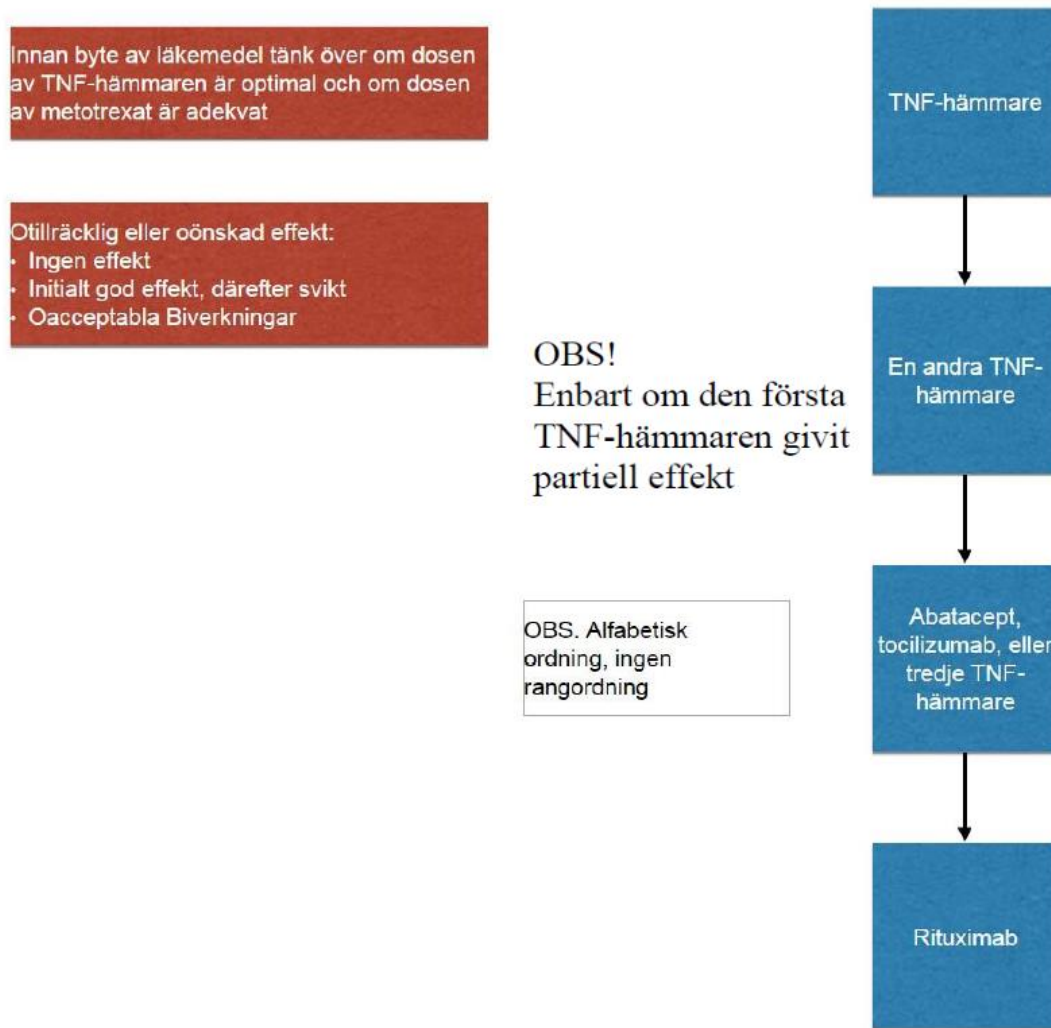 Innan byte av läkemedel tänk över om dosen
av TNF-hämmaren är optimal och om dosen
av metotrexat är adekvat
TNF-hämmare
Otillräcklig eller oönskad effekt:
• Ingen effekt
• Initialt god effekt, därefter svikt
• Oacceptabla Biverkningar
OBS!
Enbart om den första
TNF-hämmaren givit
partiell effekt
En andra TNF-
hämmare
OBS. Alfabetisk
ordning, ingen
rangordning
Abatacept,
tocilizumab, eller
tredje TNF-
hämmare
Rituximab